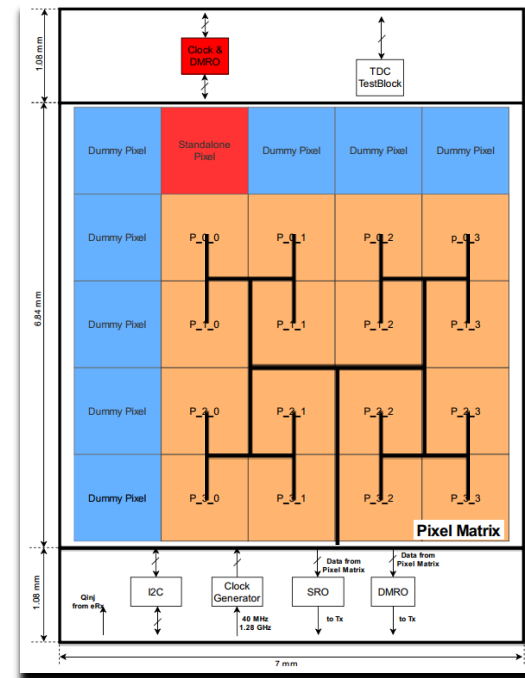 1.08 mm
Clock &
DMRO
TDC
TestBlock
6.84 mm
Dummy Pixel
Standalone
Pixel
Dummy Pixel
Dummy Pixel
Dummy Pixel
Dummy Pixel
P_0_0
P_0_1
P_0_2
p_0_3
Dummy Pixel
P_1_0
P_1_1
P_1_2
P_1_3
Dummy Pixel
P_2_0
P_2_1
P_2_2
P_2_3
Dummy Pixel
P_3_0
P_3_1
P_3_2
P_3_3
Pixel Matrix
1.08 mm
Qinj
from eRx
I2C
Clock
Generator
40 MHz
1.28 GHz
Data from
Pixel Matrix
SRO
to Tx
Data from
Pixel Matrix
DMRO
to Tx
7 mm